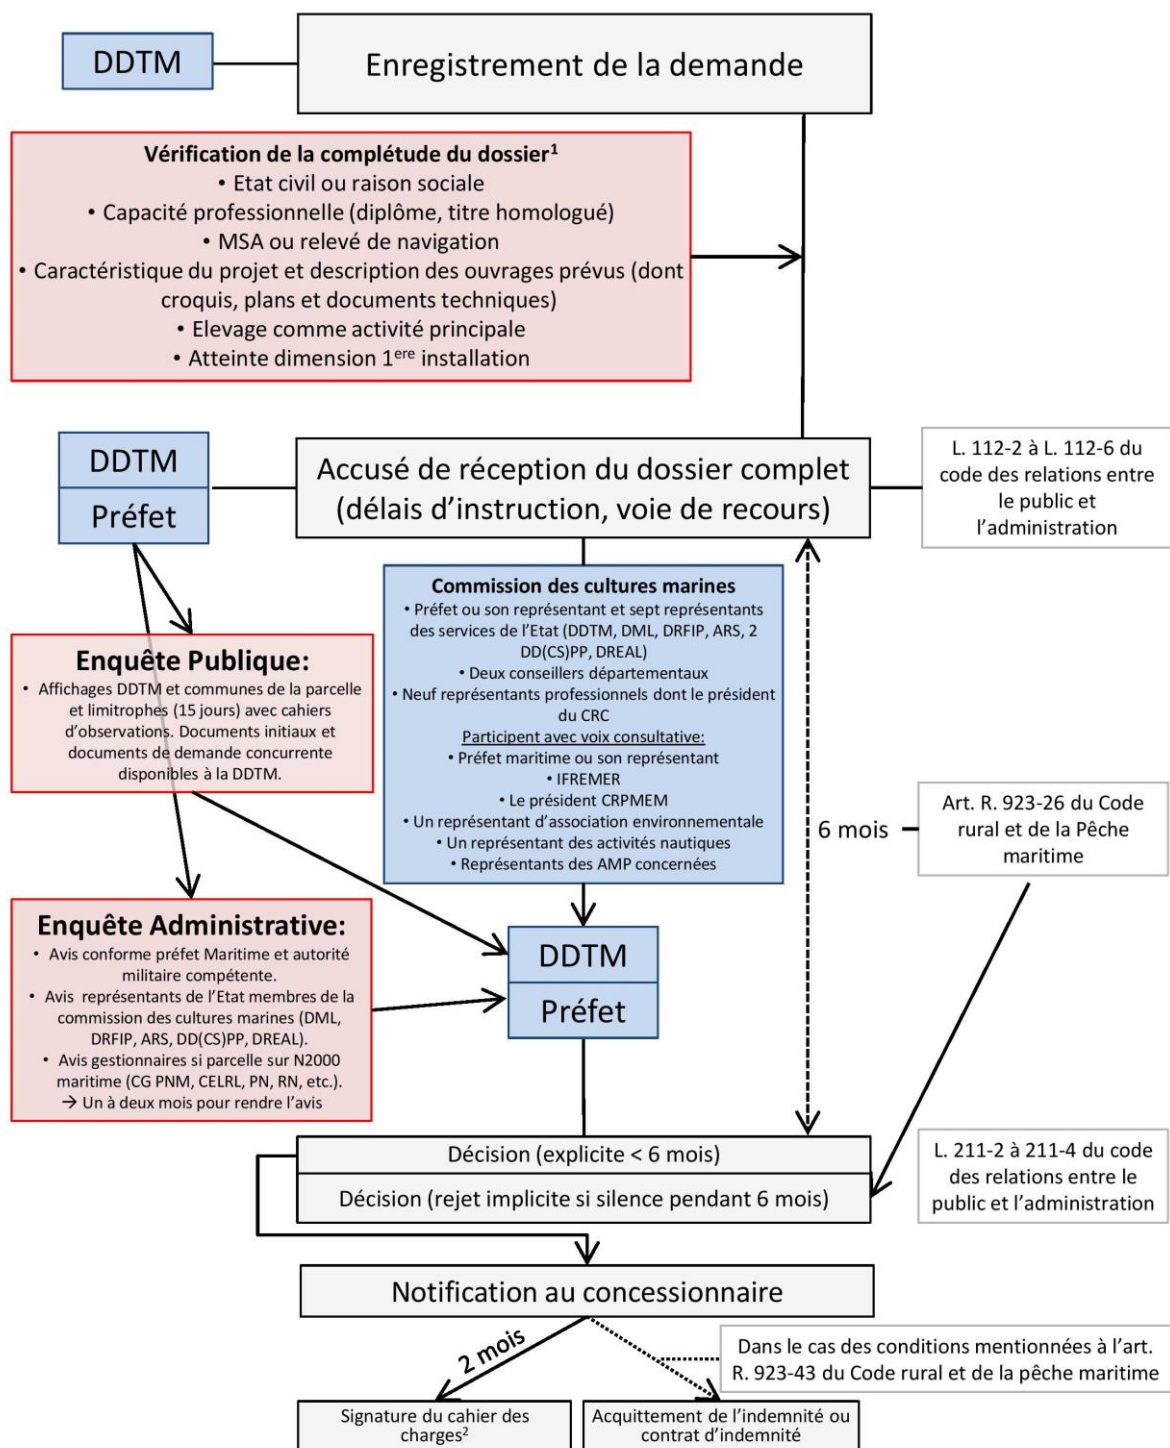 DDTM
Enregistrement de la demande
Vérification de la complétude du dossier¹
• Etat civil ou raison sociale
• Capacité professionnelle (diplôme, titre homologué)
• MSA ou relevé de navigation
• Caractéristique du projet et description des ouvrages prévus (dont
croquis, plans et documents techniques)
• Elevage comme activité principale
• Atteinte dimension 1ere installation
DDTM
Préfet
Accusé de réception du dossier complet
(délais d’instruction, voie de recours)
L. 112-2 à L. 112-6 du
code des relations entre
le public et
l’administration
Commission des cultures marines
• Préfet ou son représentant et sept représentants
des services de l’Etat (DDTM, DML, DRFIP, ARS, 2
DD(CS)PP, DREAL)
• Deux conseillers départementaux
• Neuf représentants professionnels dont le président
du CRC
Participent avec voix consultative:
• Préfet maritime ou son représentant
• IFREMER
• Le président CRPMEM
• Un représentant d’association environnementale
• Un représentant des activités nautiques
• Représentants des AMP concernées
Enquête Publique:
• Affichages DDTM et communes de la parcelle
et limitrophes (15 jours) avec cahiers
d’observations. Documents initiaux et
documents de demande concurrente
disponibles à la DDTM.
6 mois
Art. R. 923-26 du Code
rural et de la Pêche
maritime
Enquête Administrative:
• Avis conforme préfet Maritime et autorité
militaire compétente.
• Avis représentants de l’Etat membres de la
commission des cultures marines (DML,
DRFIP, ARS, DD(CS)PP, DREAL).
• Avis gestionnaires si parcelle sur N2000
maritime (CG PNM, CELRL, PN, RN, etc.).
→ Un à deux mois pour rendre l’avis
DDTM
Préfet
Décision (explicite < 6 mois)
Décision (rejet implicite si silence pendant 6 mois)
L. 211-2 à 211-4 du code
des relations entre le
public et l’administration
Notification au concessionnaire
2 mois
Dans le cas des conditions mentionnées à l’art.
R. 923-43 du Code rural et de la pêche maritime
Signature du cahier des
charges²
Acquittement de l’indemnité ou
contrat d’indemnité